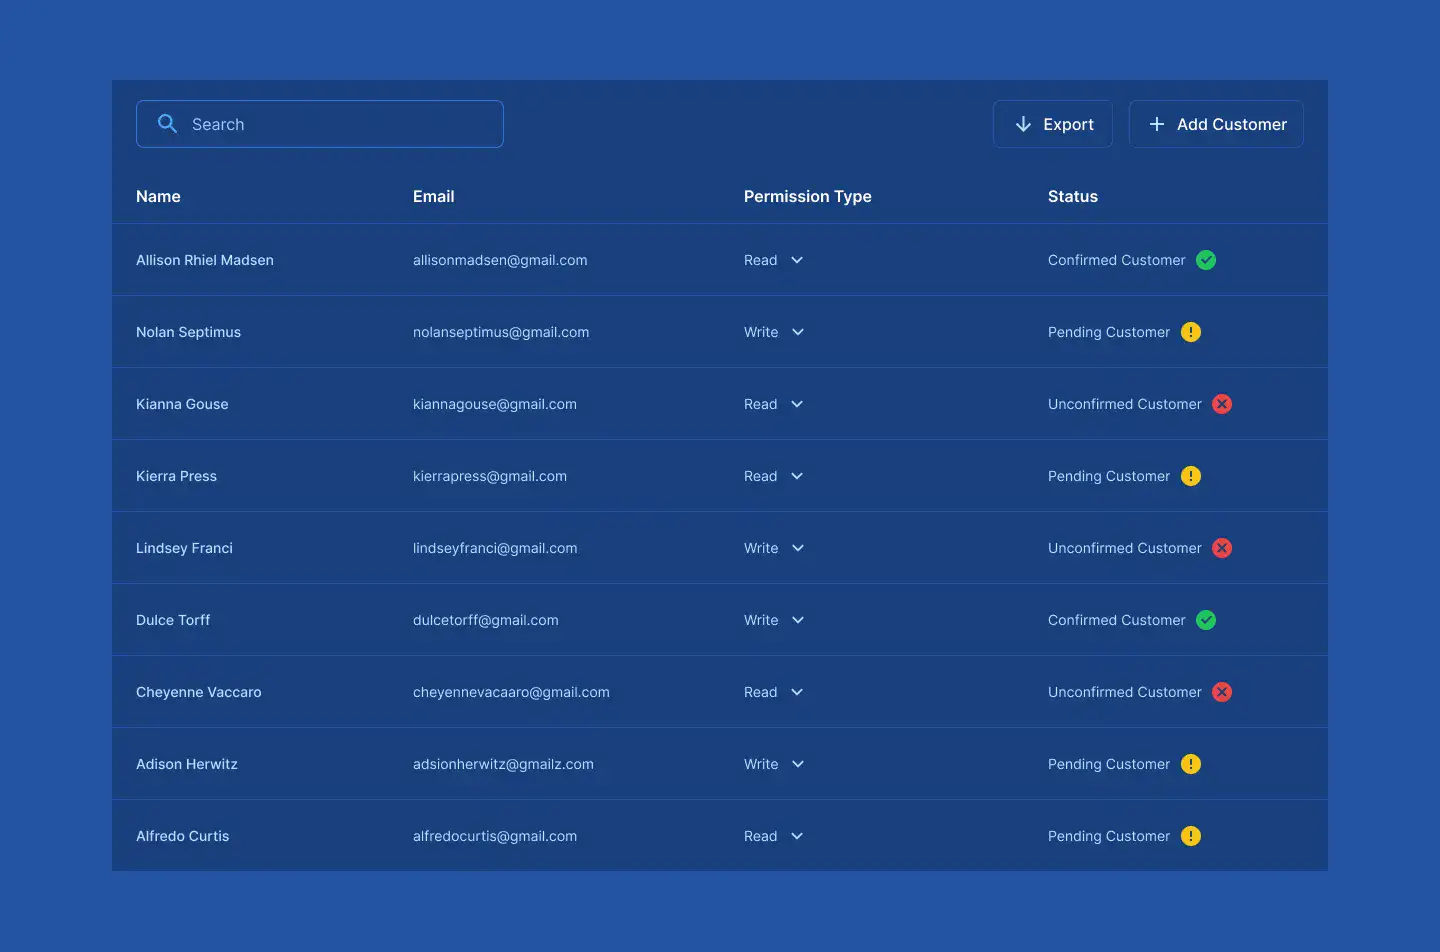 Search Export Add Customer
Name Email Permission Type Status
Allison Rhiel Madsen allisonmadsen@gmail.com Read Confirmed Customer
Nolan Septimus nolanseptimus@gmail.com Write Pending Customer
Kianna Gouse kiannagouse@gmail.com Read Unconfirmed Customer
Kierra Press kierrapress@gmail.com Read Pending Customer
Lindsey Franci lindseyfranci@gmail.com Write Unconfirmed Customer
Dulce Torff dulcetorff@gmail.com Write Confirmed Customer
Cheyenne Vaccaro cheyennevacaaro@gmail.com Read Unconfirmed Customer
Adison Herwitz adsionherwitz@gmailz.com Write Pending Customer
Alfredo Curtis alfredocurtis@gmail.com Read Pending Customer